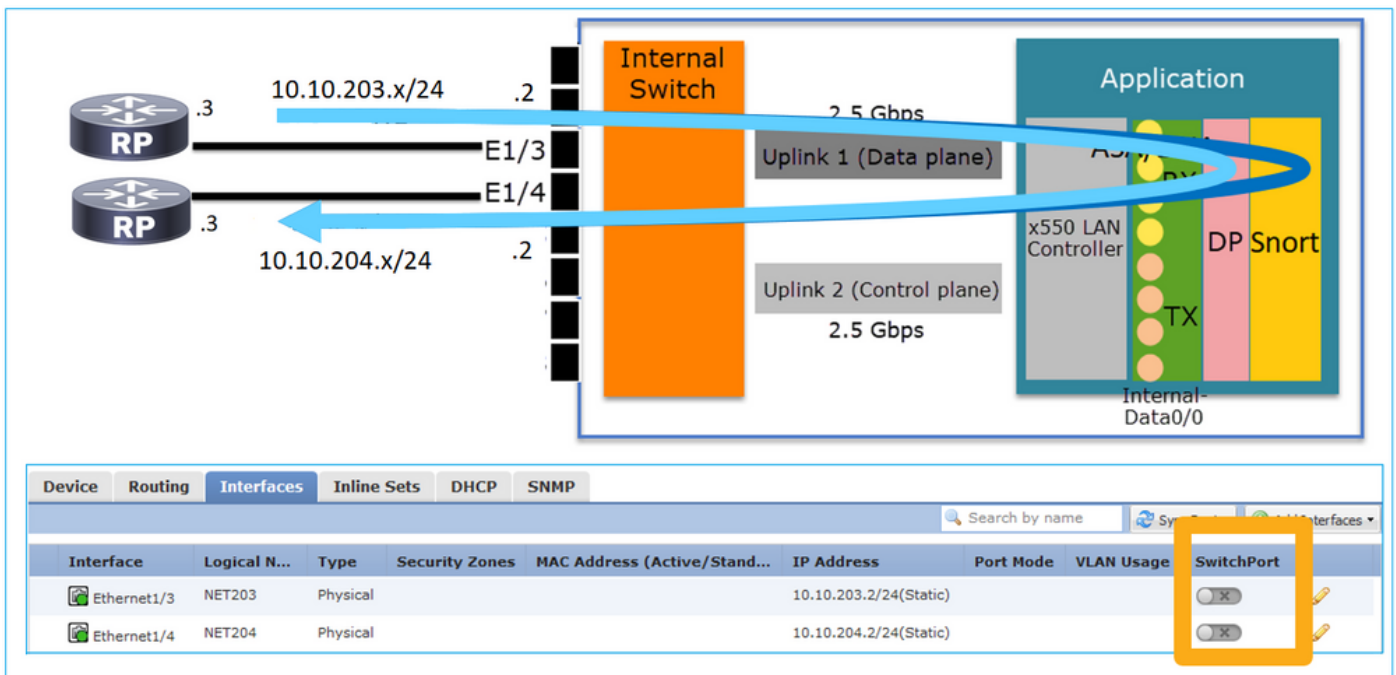 Internal
Switch
Application
10.10.203.x/24
.2
.3
2.5 Gbps
RP
E1/3
Uplink 1 (Data plane)
E1/4
RP
.3
x550 LAN
Controller
DP
Snort
.2
10.10.204.x/24
Uplink 2 (Control plane)
TX
2.5 Gbps
Internal-
Data0/0
Device Routing Interfaces Inline Sets DHCP SNMP
Search by name
Interface Logical N... Type Security Zones MAC Address (Active/Stand... IP Address Port Mode VLAN Usage SwitchPort
Ethernet1/3 NET203 Physical 10.10.203.2/24(Static)
Ethernet1/4 NET204 Physical 10.10.204.2/24(Static)